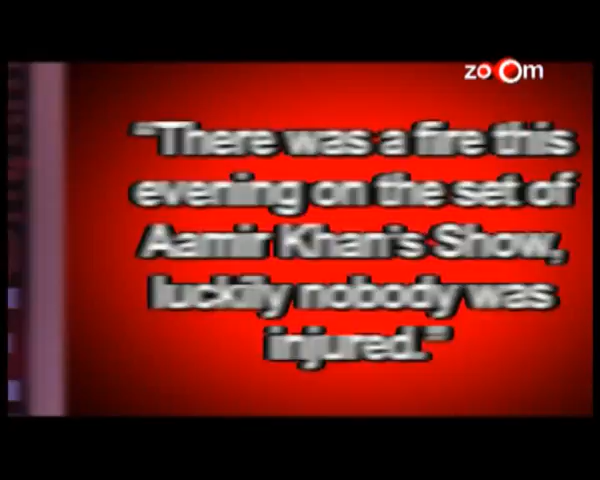 zoOm
"There was a fire this
evening on the set of
Aamir Khan's Show,
luckily nobody was
injured."